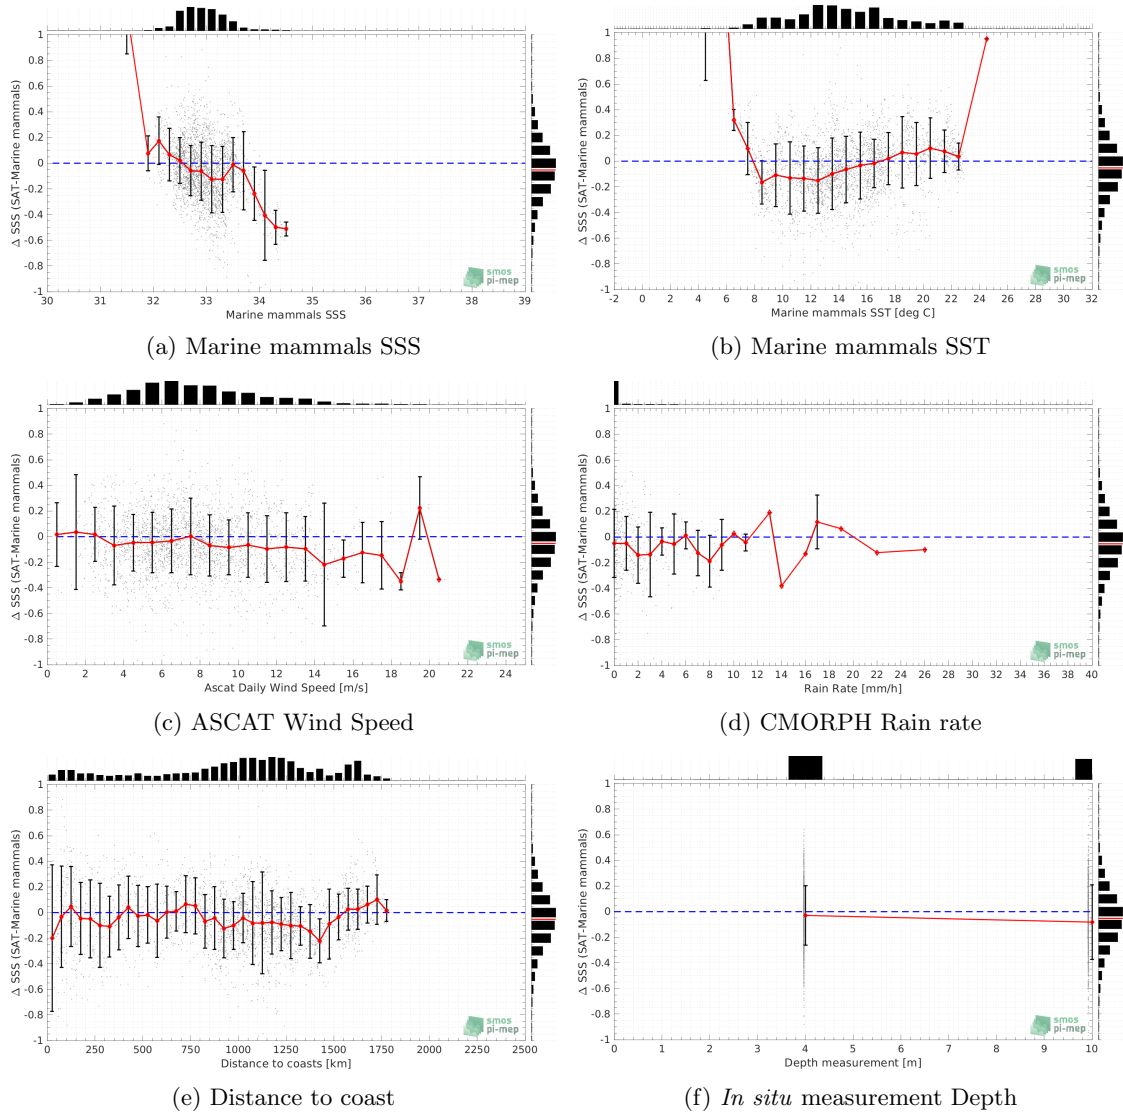 1
0.8
0.6
0.4
0.2
0
-0.2
-0.4
-0.6
-0.8
-1
Δ SSS (SAT-Marine mammals)
30 31 32 33 34 35 36 37 38 39
Marine mammals SSS
smos
pi-mep
(a) Marine mammals SSS
1
0.8
0.6
0.4
0.2
0
-0.2
-0.4
-0.6
-0.8
-1
Δ SSS (SAT-Marine mammals)
-2 0 2 4 6 8 10 12 14 16 18 20 22 24 26 28 30 32
Marine mammals SST [deg C]
smos
pi-mep
(b) Marine mammals SST
1
0.8
0.6
0.4
0.2
0
-0.2
-0.4
-0.6
-0.8
-1
Δ SSS (SAT-Marine mammals)
0 2 4 6 8 10 12 14 16 18 20 22 24
Ascat Daily Wind Speed [m/s]
smos
pi-mep
(c) ASCAT Wind Speed
1
0.8
0.6
0.4
0.2
0
-0.2
-0.4
-0.6
-0.8
-1
Δ SSS (SAT-Marine mammals)
0 2 4 6 8 10 12 14 16 18 20 22 24 26 28 30 32 34 36 38 40
Rain Rate [mm/h]
smos
pi-mep
(d) CMORPH Rain rate
1
0.8
0.6
0.4
0.2
0
-0.2
-0.4
-0.6
-0.8
-1
Δ SSS (SAT-Marine mammals)
0 250 500 750 1000 1250 1500 1750 2000 2250 2500
Distance to coasts [km]
smos
pi-mep
(e) Distance to coast
1
0.8
0.6
0.4
0.2
0
-0.2
-0.4
-0.6
-0.8
-1
Δ SSS (SAT-Marine mammals)
0 1 2 3 4 5 6 7 8 9 10
Depth measurement [m]
smos
pi-mep
(f) In situ measurement Depth